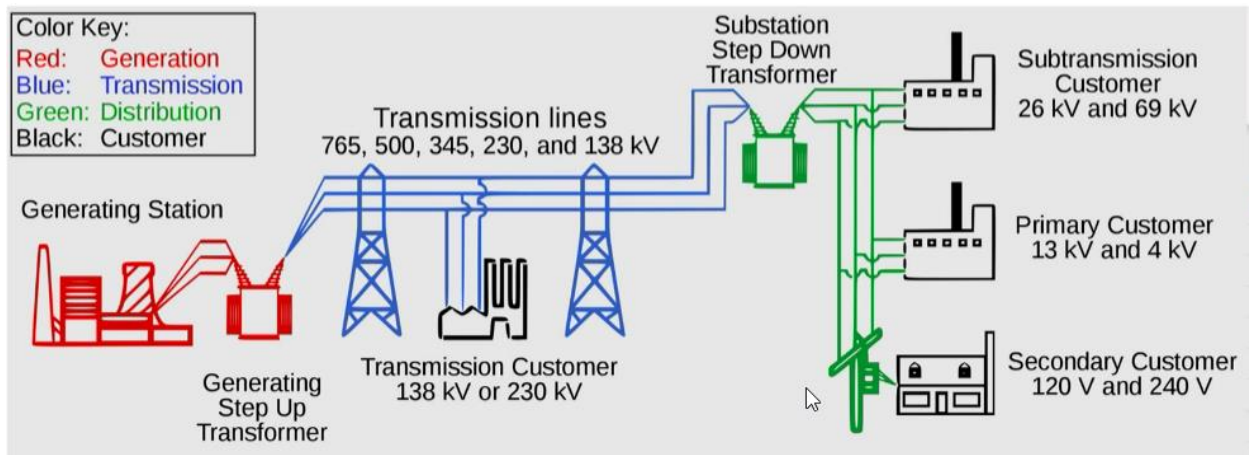 Color Key:
Red: Generation
Blue: Transmission
Green: Distribution
Black: Customer
Substation
Step Down
Transformer
Subtransmission
Customer
26 kV and 69 kV
Transmission lines
765, 500, 345, 230, and 138 kV
Generating Station
Primary Customer
13 kV and 4 kV
Generating
Step Up
Transformer
Transmission Customer
138 kV or 230 kV
Secondary Customer
120 V and 240 V